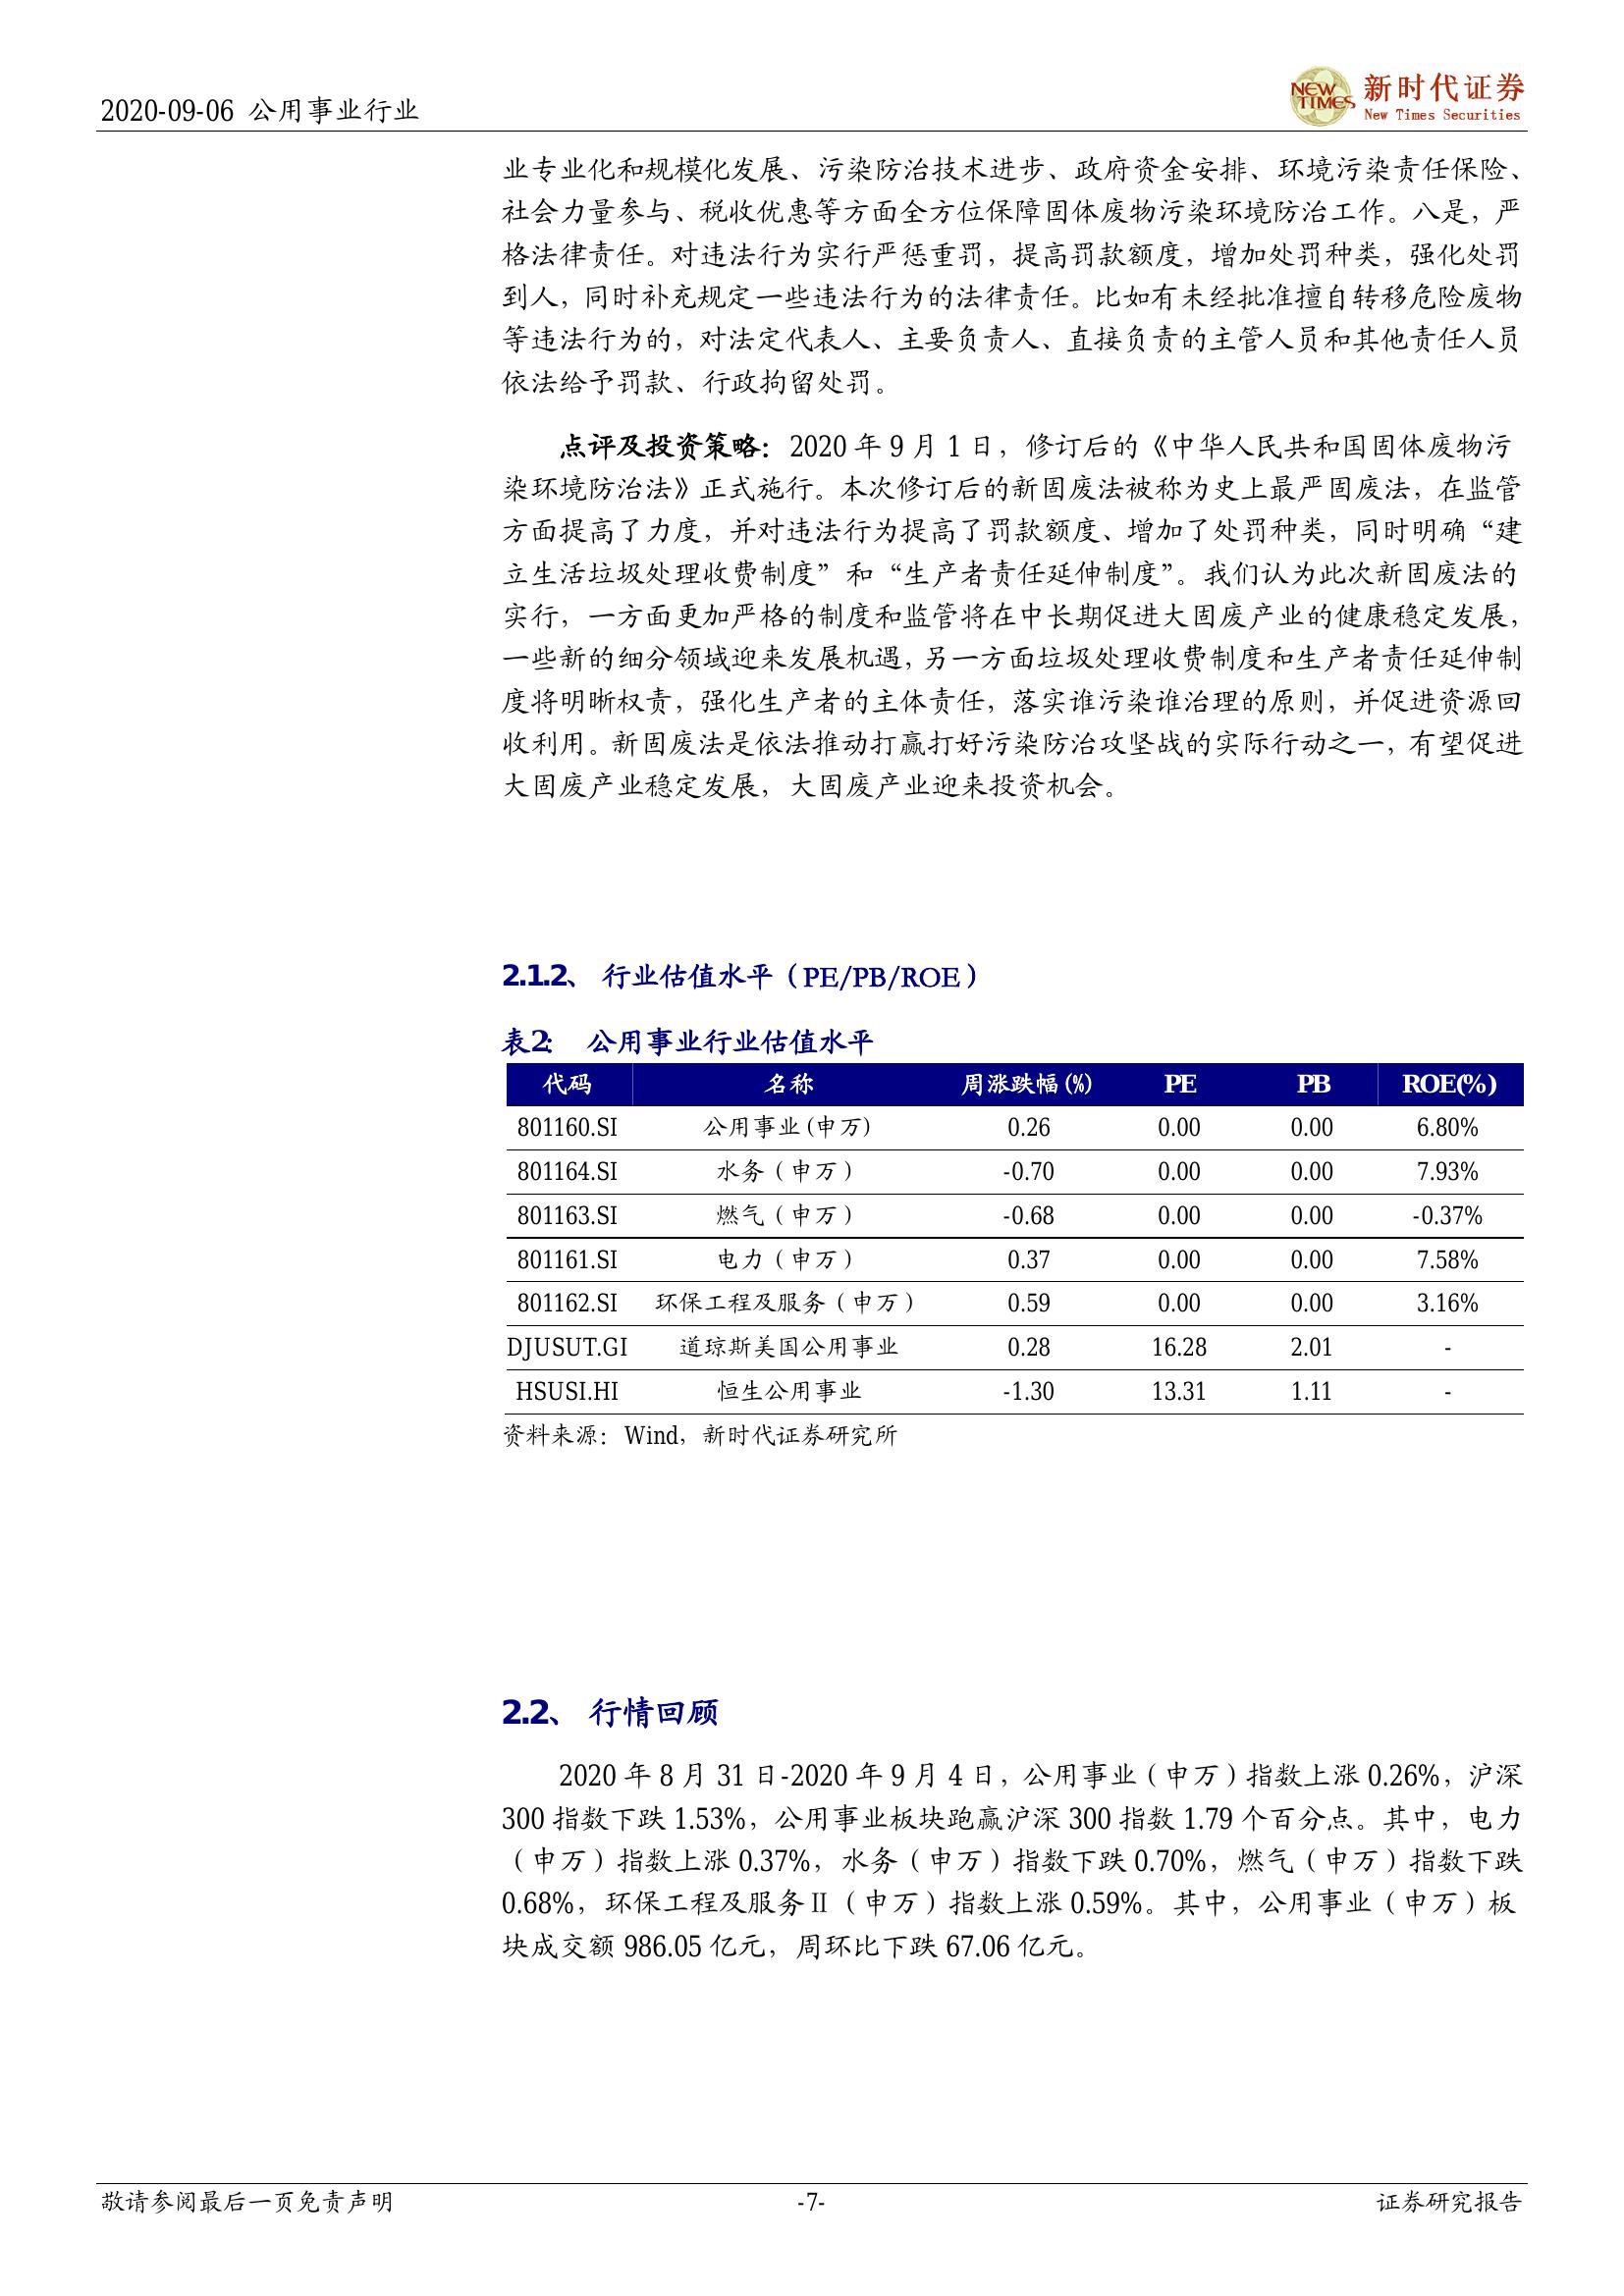 2020-09-06 公用事业行业
NEW TIMES
新时代证券
New Times Securities
业专业化和规模化发展、污染防治技术进步、政府资金安排、环境污染责任保险、
社会力量参与、税收优惠等方面全方位保障固体废物污染环境防治工作。八是，严
格法律责任。对违法行为实行严惩重罚，提高罚款额度，增加处罚种类，强化处罚
到人，同时补充规定一些违法行为的法律责任。比如有未经批准擅自转移危险废物
等违法行为的，对法定代表人、主要负责人、直接负责的主管人员和其他责任人员
依法给予罚款、行政拘留处罚。
点评及投资策略：2020 年 9 月 1 日，修订后的《中华人民共和国固体废物污
染环境防治法》正式施行。本次修订后的新固废法被称为史上最严固废法，在监管
方面提高了力度，并对违法行为提高了罚款额度、增加了处罚种类，同时明确“建
立生活垃圾处理收费制度”和“生产者责任延伸制度”。我们认为此次新固废法的
实行，一方面更加严格的制度和监管将在中长期促进大固废产业的健康稳定发展，
一些新的细分领域迎来发展机遇，另一方面垃圾处理收费制度和生产者责任延伸制
度将明晰权责，强化生产者的主体责任，落实谁污染谁治理的原则，并促进资源回
收利用。新固废法是依法推动打赢打好污染防治攻坚战的实际行动之一，有望促进
大固废产业稳定发展，大固废产业迎来投资机会。
2.1.2、 行业估值水平（PE/PB/ROE）
表2： 公用事业行业估值水平
代码 名称 周涨跌幅(%) PE PB ROE(%)
801160.SI 公用事业(申万) 0.26 0.00 0.00 6.80%
801164.SI 水务（申万） -0.70 0.00 0.00 7.93%
801163.SI 燃气（申万） -0.68 0.00 0.00 -0.37%
801161.SI 电力（申万） 0.37 0.00 0.00 7.58%
801162.SI 环保工程及服务（申万） 0.59 0.00 0.00 3.16%
DJUSUT.GI 道琼斯美国公用事业 0.28 16.28 2.01 -
HSUSI.HI 恒生公用事业 -1.30 13.31 1.11 -
资料来源：Wind，新时代证券研究所
2.2、 行情回顾
2020 年 8 月 31 日-2020 年 9 月 4 日，公用事业（申万）指数上涨 0.26%，沪深
300 指数下跌 1.53%，公用事业板块跑赢沪深 300 指数 1.79 个百分点。其中，电力
（申万）指数上涨 0.37%，水务（申万）指数下跌 0.70%，燃气（申万）指数下跌
0.68%，环保工程及服务Ⅱ（申万）指数上涨 0.59%。其中，公用事业（申万）板
块成交额 986.05 亿元，周环比下跌 67.06 亿元。
敬请参阅最后一页免责声明 -7- 证券研究报告